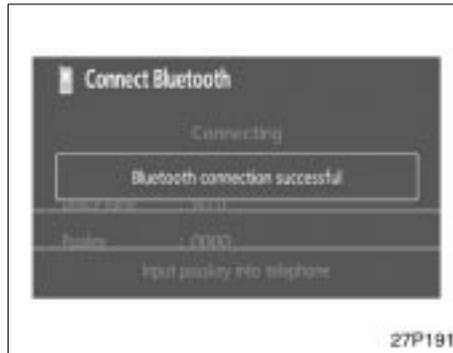 Connect Bluetooth
Connecting
Bluetooth connection successful
Passkey : 0000
Input passkey into telephone
27P191